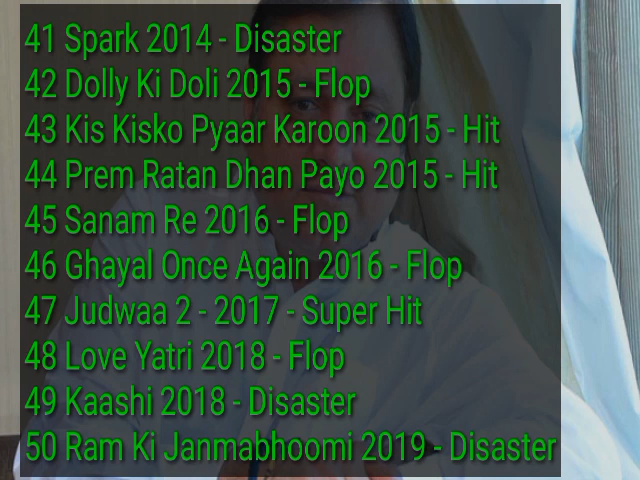 41 Spark 2014 - Disaster
42 Dolly Ki Doli 2015 - Flop
43 Kis Kisko Pyaar Karoon 2015 - Hit
44 Prem Ratan Dhan Payo 2015 - Hit
45 Sanam Re 2016 - Flop
46 Ghayal Once Again 2016 - Flop
47 Judwaa 2 - 2017 - Super Hit
48 Love Yatri 2018 - Flop
49 Kaashi 2018 - Disaster
50 Ram Ki Janmabhoomi 2019 - Disaster